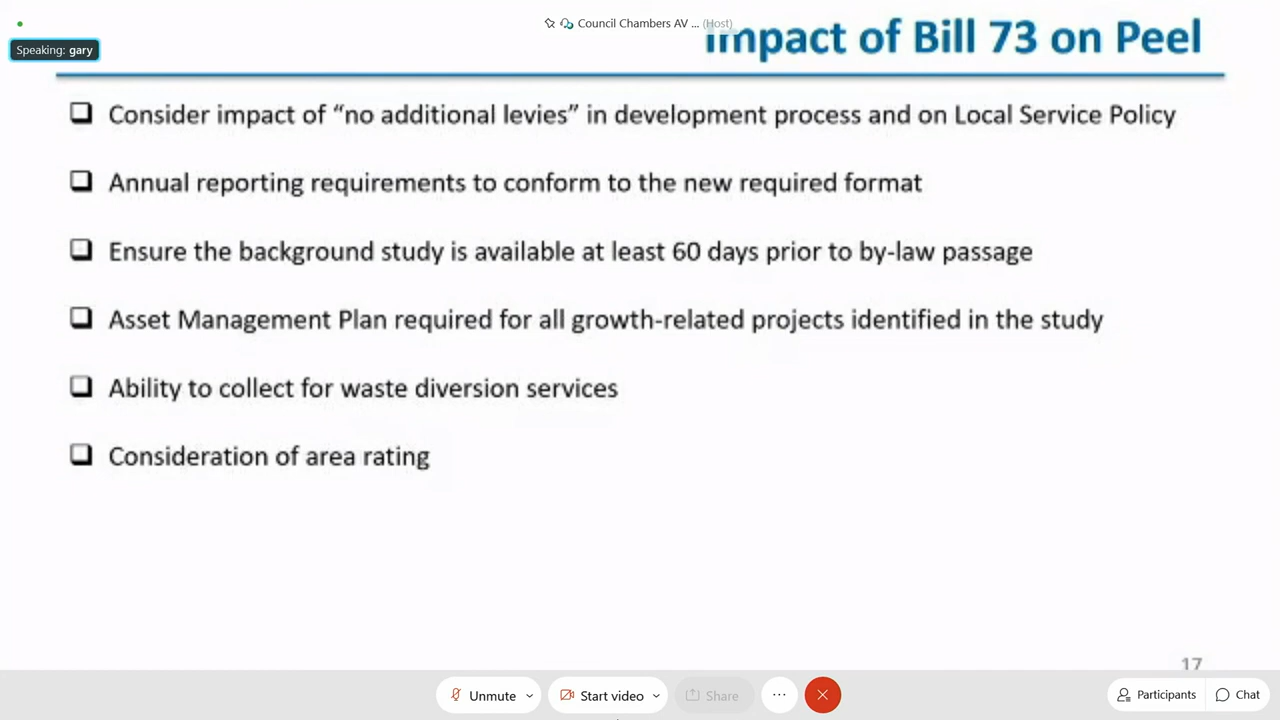 Council Chambers AV ... (Host)
Speaking: gary
Impact of Bill 73 on Peel
Consider impact of “no additional levies” in development process and on Local Service Policy
Annual reporting requirements to conform to the new required format
Ensure the background study is available at least 60 days prior to by-law passage
Asset Management Plan required for all growth-related projects identified in the study
Ability to collect for waste diversion services
Consideration of area rating
17
Unmute
Start video
Share
...
Participants
Chat